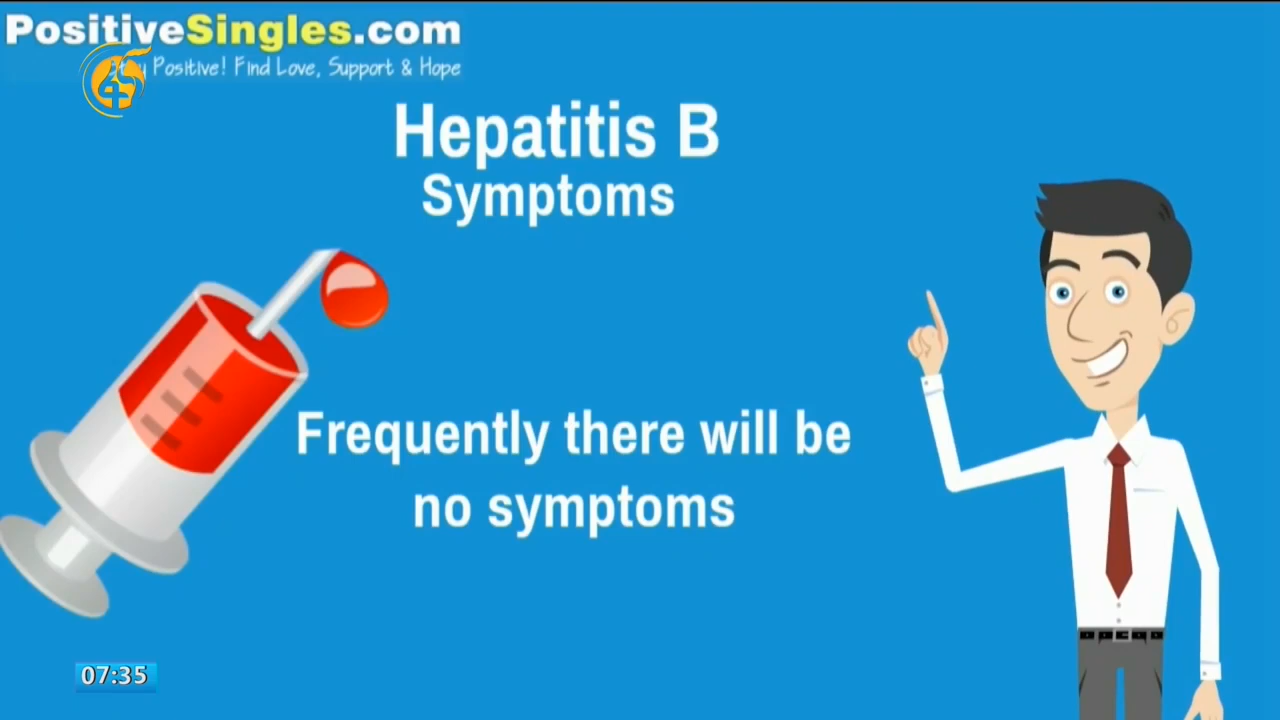 PositiveSingles.com
Positive! Find Love, Support & Hope
Hepatitis B
Symptoms
Frequently there will be
no symptoms
07:35